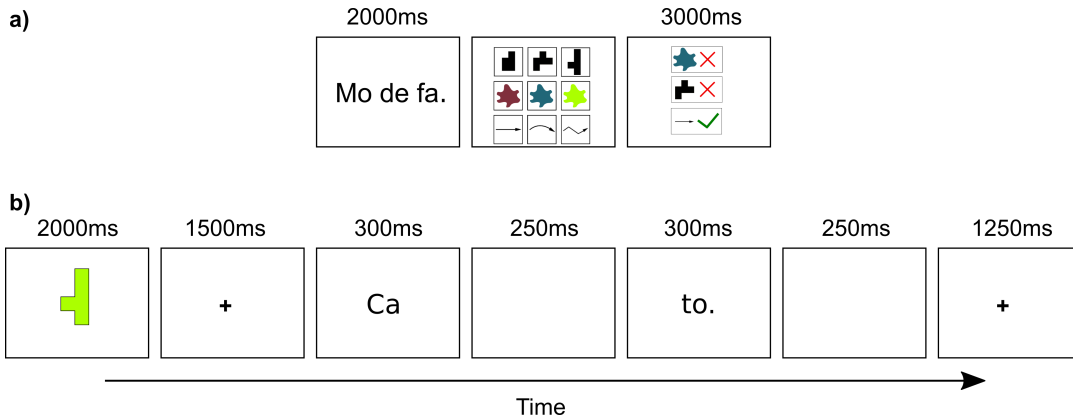 a)
2000ms 3000ms
Mo de fa.
b)
2000ms 1500ms 300ms 250ms 300ms 250ms 1250ms
+ Ca to. +
Time